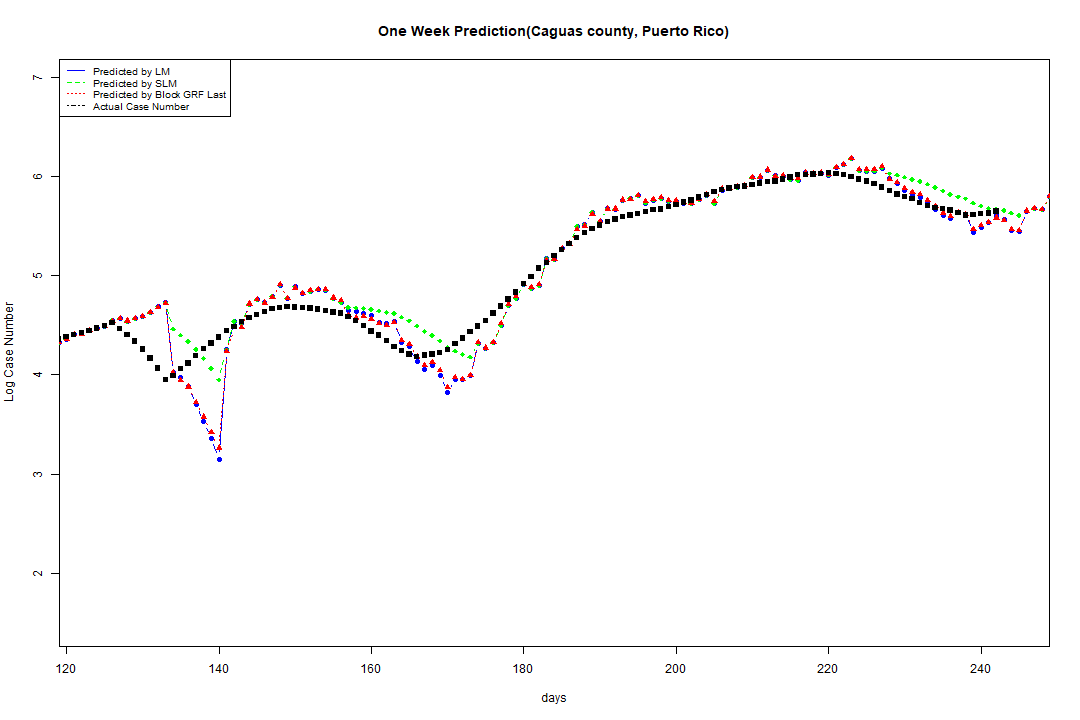 One Week Prediction(Caguas county, Puerto Rico)
Predicted by LM
Predicted by SLM
Predicted by Block GRF Last
Actual Case Number
7
6
5
4
3
2
Log Case Number
120 140 160 180 200 220 240
days